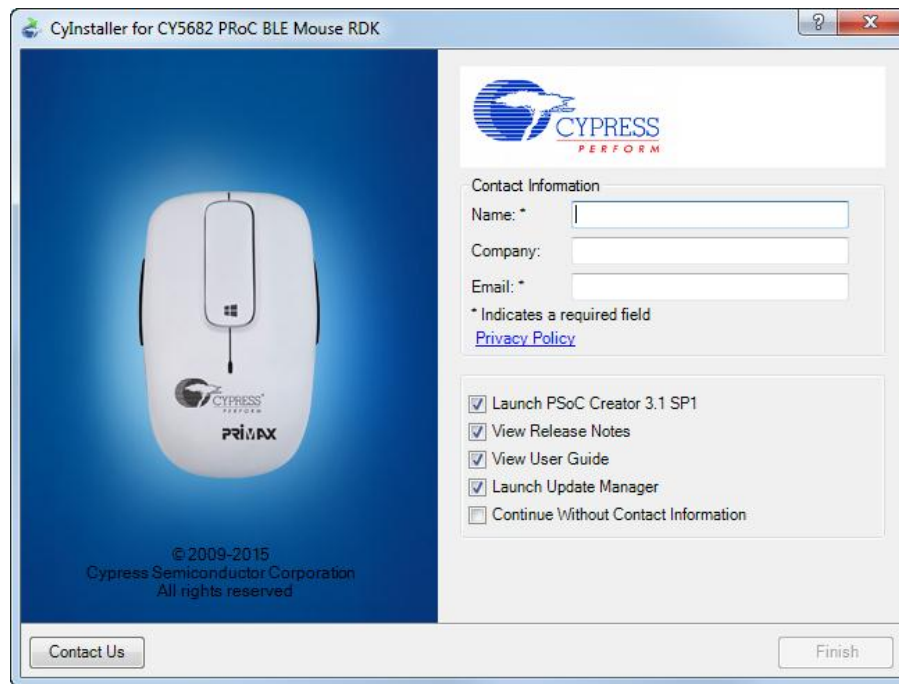 CyInstaller for CY5682 PRoC BLE Mouse RDK
CYPRESS
PERFORM
Contact Information
Name: *
Company:
Email: *
* Indicates a required field
Privacy Policy
CYPRESS
PERFORM
PRiMAX
Launch PSoC Creator 3.1 SP1
View Release Notes
View User Guide
Launch Update Manager
Continue Without Contact Information
© 2009-2015
Cypress Semiconductor Corporation
All rights reserved
Contact Us
Finish